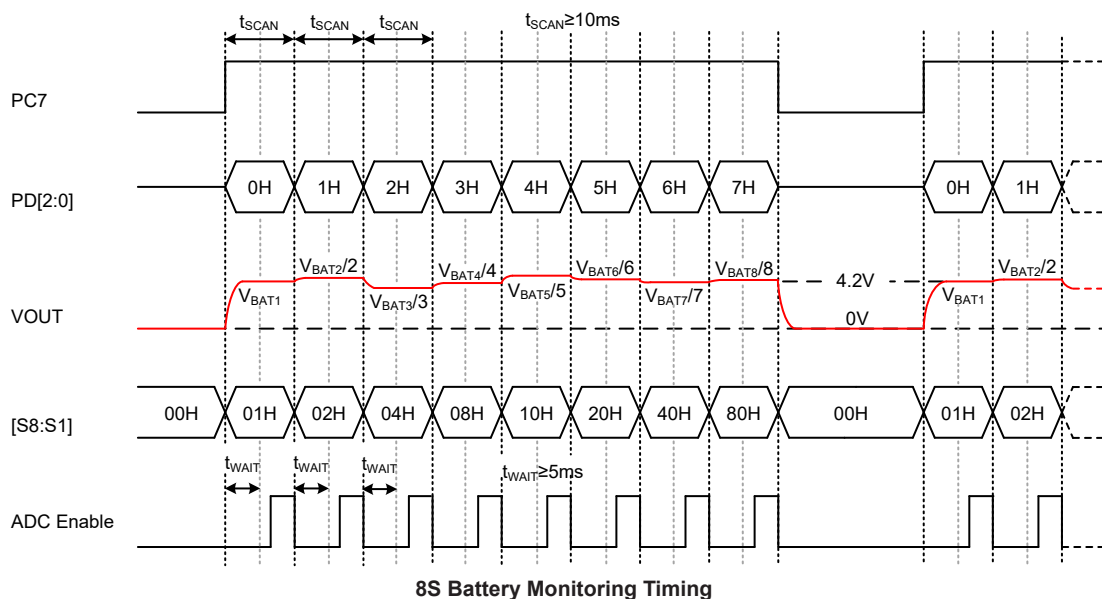 tSCAN tSCAN tSCAN tSCAN≥10ms
PC7
PD[2:0] 0H 1H 2H 3H 4H 5H 6H 7H 0H 1H
VBAT1 VBAT2/2 VBAT3/3 VBAT4/4 VBAT5/5 VBAT6/6 VBAT7/7 VBAT8/8 4.2V VBAT1 VBAT2/2
VOUT 0V
[S8:S1] 00H 01H 02H 04H 08H 10H 20H 40H 80H 00H 01H 02H
tWAIT tWAIT tWAIT tWAIT≥5ms
ADC Enable
8S Battery Monitoring Timing